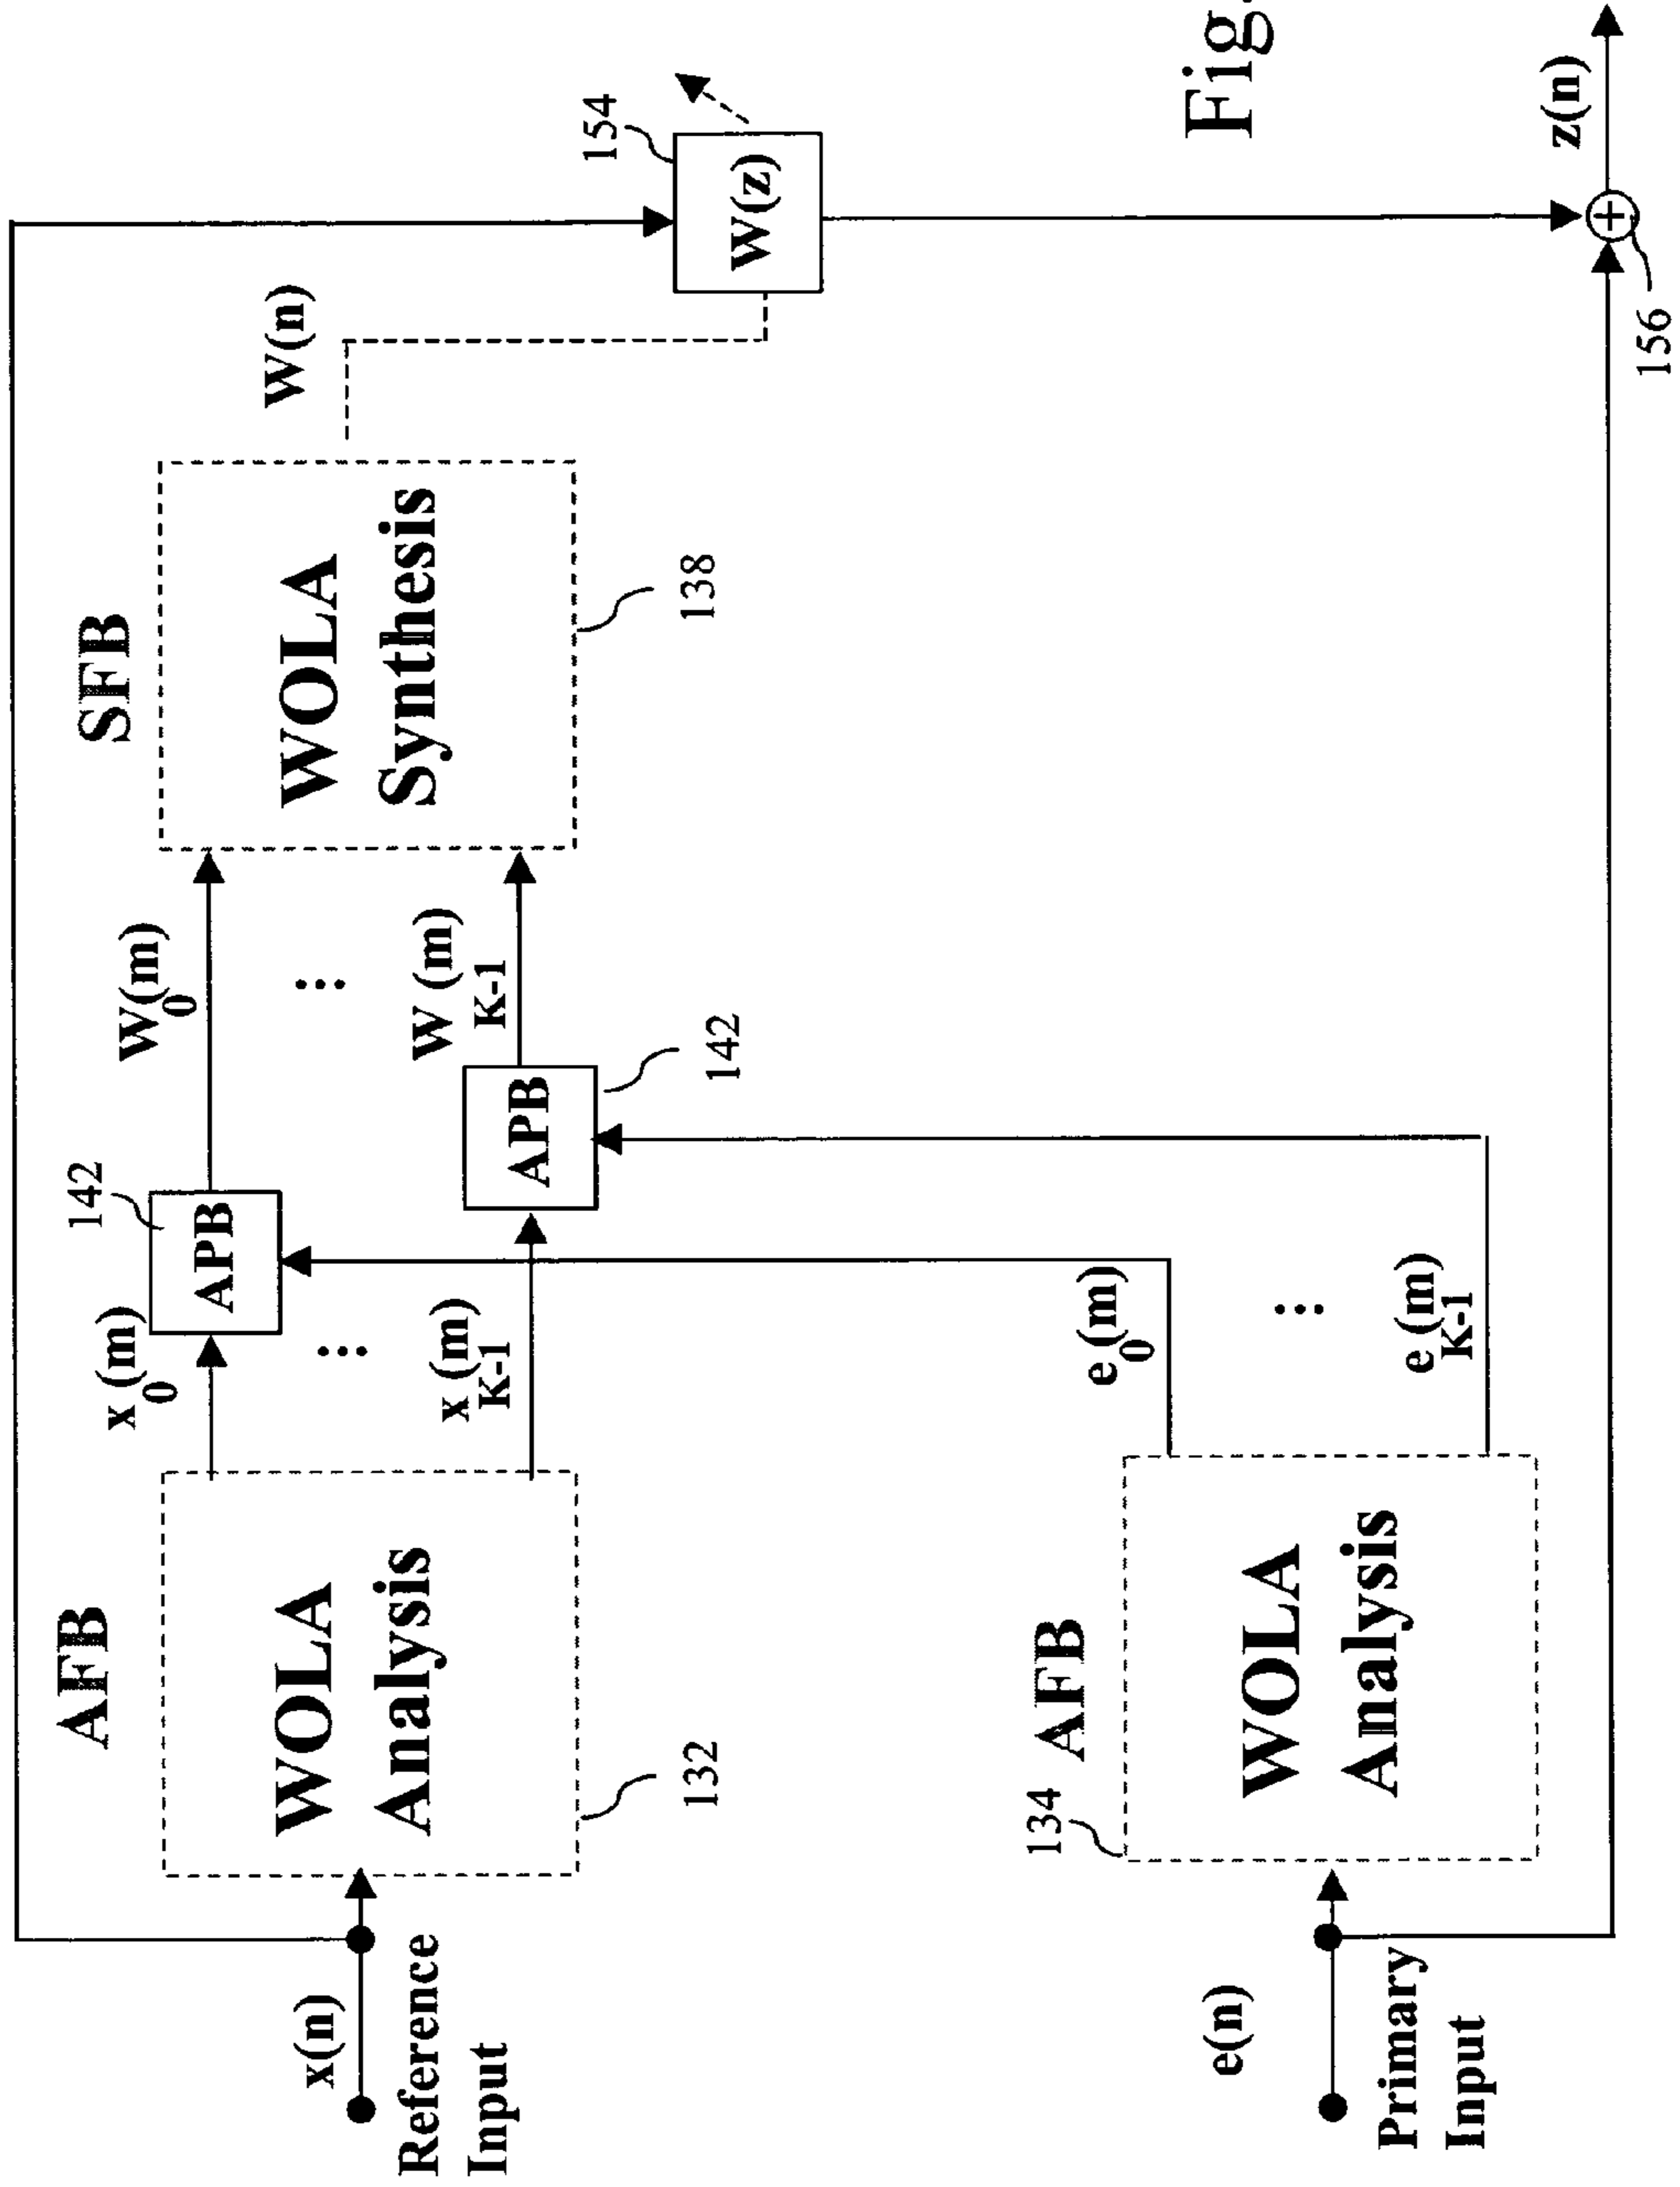 AFB
SFB
x(n)
Reference
Input
WOLA
Analysis
132
x0(m)
⋮
xK-1(m)
142
APB
APB
142
W0(m)
⋮
WK-1(m)
WOLA
Synthesis
138
W(n)
154
W(z)
134
AFB
e(n)
Primary
Input
WOLA
Analysis
e0(m)
⋮
eK-1(m)
156
z(n)
Fig.